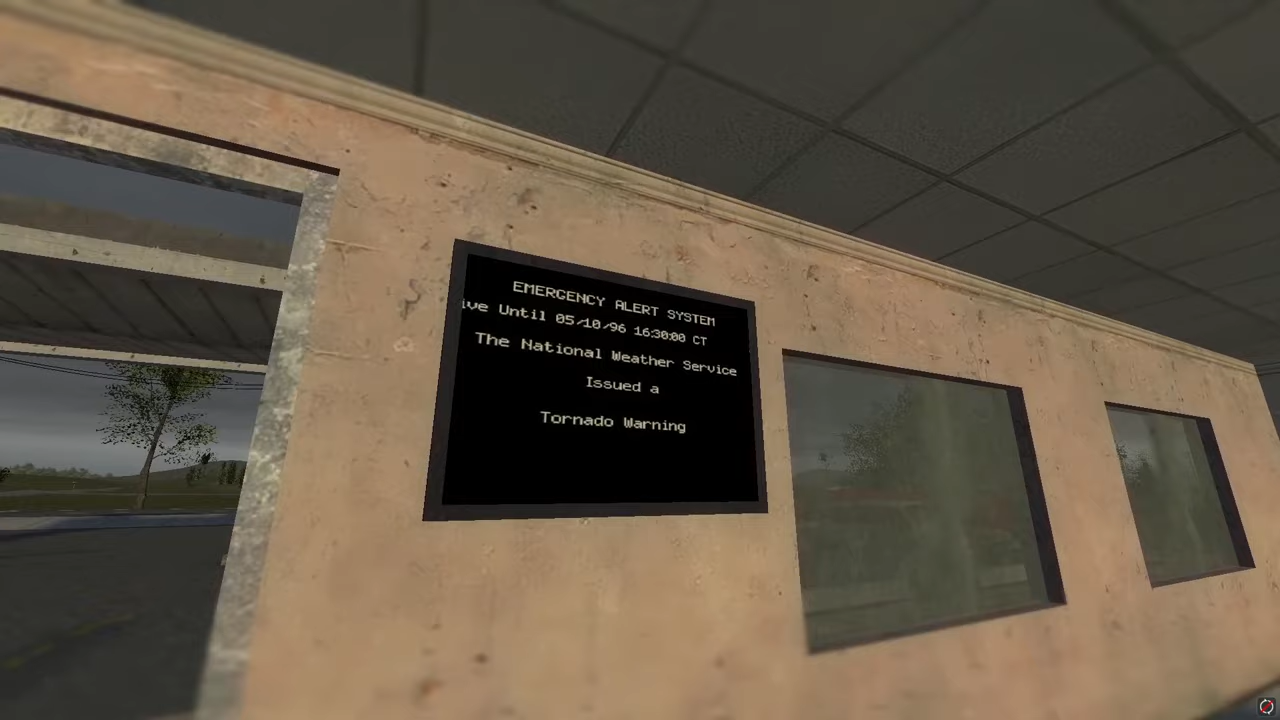 EMERGENCY ALERT SYSTEM
ive Until 05/10/96 16:30:00 CT
The National Weather Service
Issued a
Tornado Warning